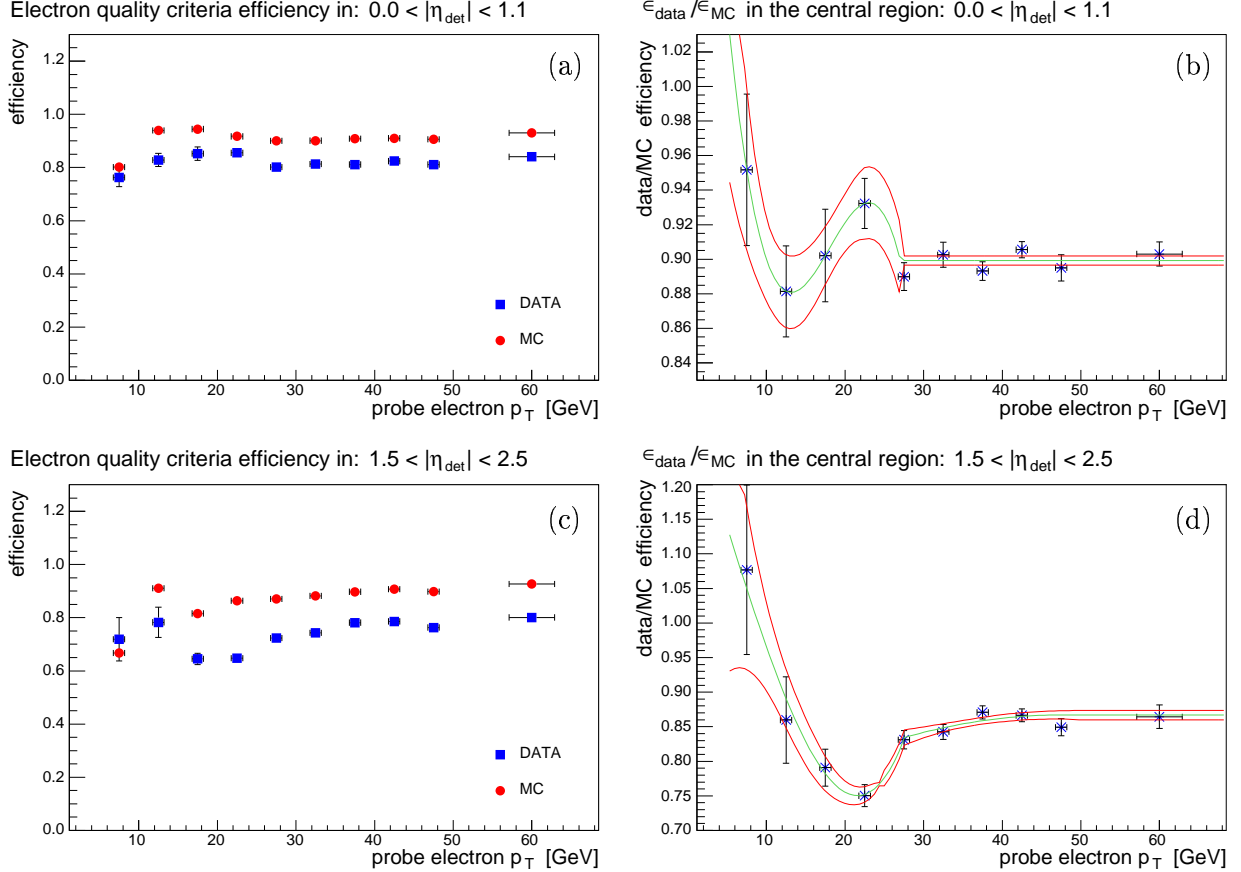 Electron quality criteria efficiency in: 0.0 < |η_det| < 1.1
efficiency
(a)
1.2
1.0
0.8
0.6
0.4
0.2
0.0
DATA
MC
10 20 30 40 50 60
probe electron p_T [GeV]
ϵ_data/ϵ_MC in the central region: 0.0 < |η_det| < 1.1
data/MC efficiency
(b)
1.00
0.96
0.92
0.90
0.88
0.86
0.84
10 20 30 40 50 60
probe electron p_T [GeV]
Electron quality criteria efficiency in: 1.5 < |η_det| < 2.5
efficiency
(c)
1.2
1.0
0.8
0.6
0.4
0.2
0.0
DATA
MC
10 20 30 40 50 60
probe electron p_T [GeV]
ϵ_data/ϵ_MC in the central region: 1.5 < |η_det| < 2.5
data/MC efficiency
(d)
1.20
1.15
1.10
1.05
1.00
0.95
0.90
0.85
0.80
0.75
0.70
10 20 30 40 50 60
probe electron p_T [GeV]